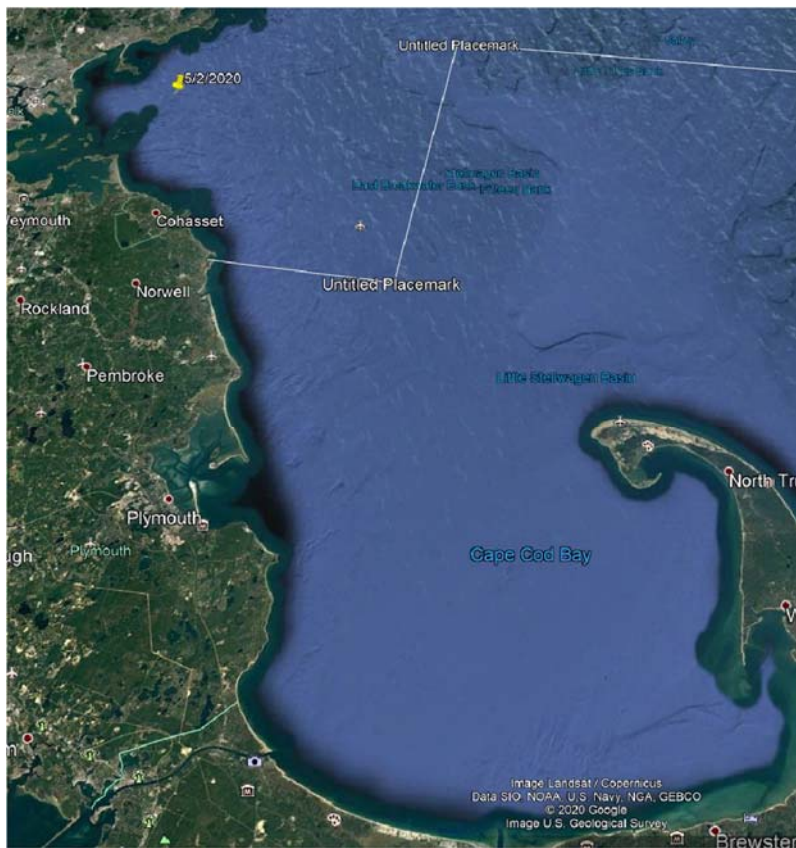 Untitled Placemark
5/2/2020
Stellwagen Basin
Cohasset
Weymouth
Untitled Placemark
Norwell
Rockland
Pembroke
Little Stellwagen Basin
North Tru
Plymouth
Cape Cod Bay
Plymouth
ugh
W
m
Image Landsat / Copernicus
Data SIO, NOAA, U.S. Navy, NGA, GEBCO
© 2020 Google
Image U.S. Geological Survey
Brewster